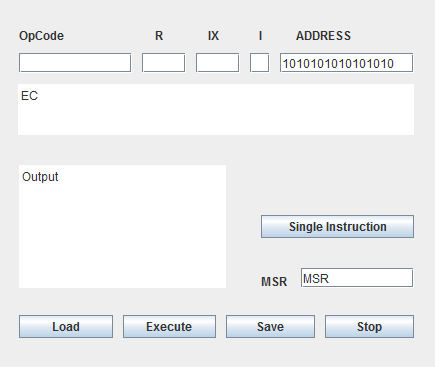 OpCode R IX I ADDRESS
1010101010101010
EC
Output
Single Instruction
MSR MSR
Load Execute Save Stop